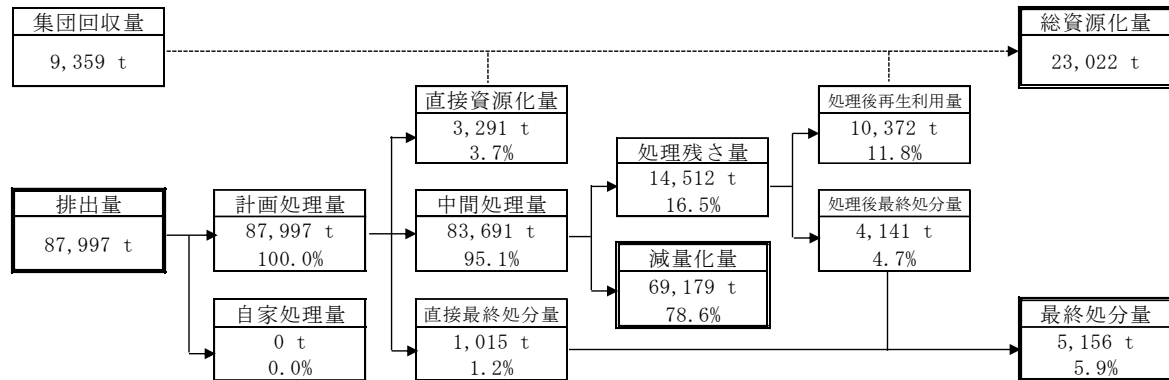 集団回収量
9,359 t
総資源化量
23,022 t
直接資源化量
3,291 t
3.7%
処理後再生利用量
10,372 t
11.8%
処理残さ量
14,512 t
16.5%
排出量
87,997 t
計画処理量
87,997 t
100.0%
中間処理量
83,691 t
95.1%
処理後最終処分量
4,141 t
4.7%
減量化量
69,179 t
78.6%
自家処理量
0 t
0.0%
直接最終処分量
1,015 t
1.2%
最終処分量
5,156 t
5.9%